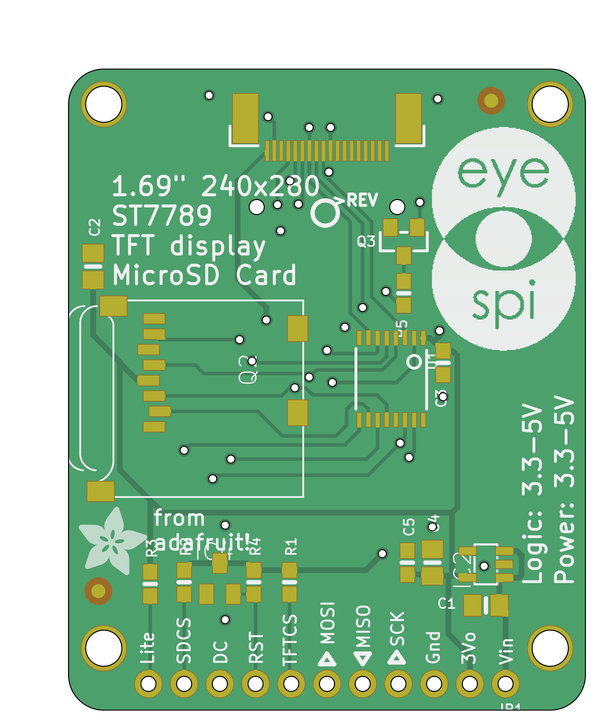 eye
spi
REV
1.69" 240x280
ST7789
TFT display
MicroSD Card
C2
Q3
C3
Logic: 3.3-5V
Power: 3.3-5V
from
adafruit!
C5
C4
R4
R1
C1
Lite
SDCS
DC
RST
TFTCS
MOSI
MISO
SCK
Gnd
3Vo
Vin